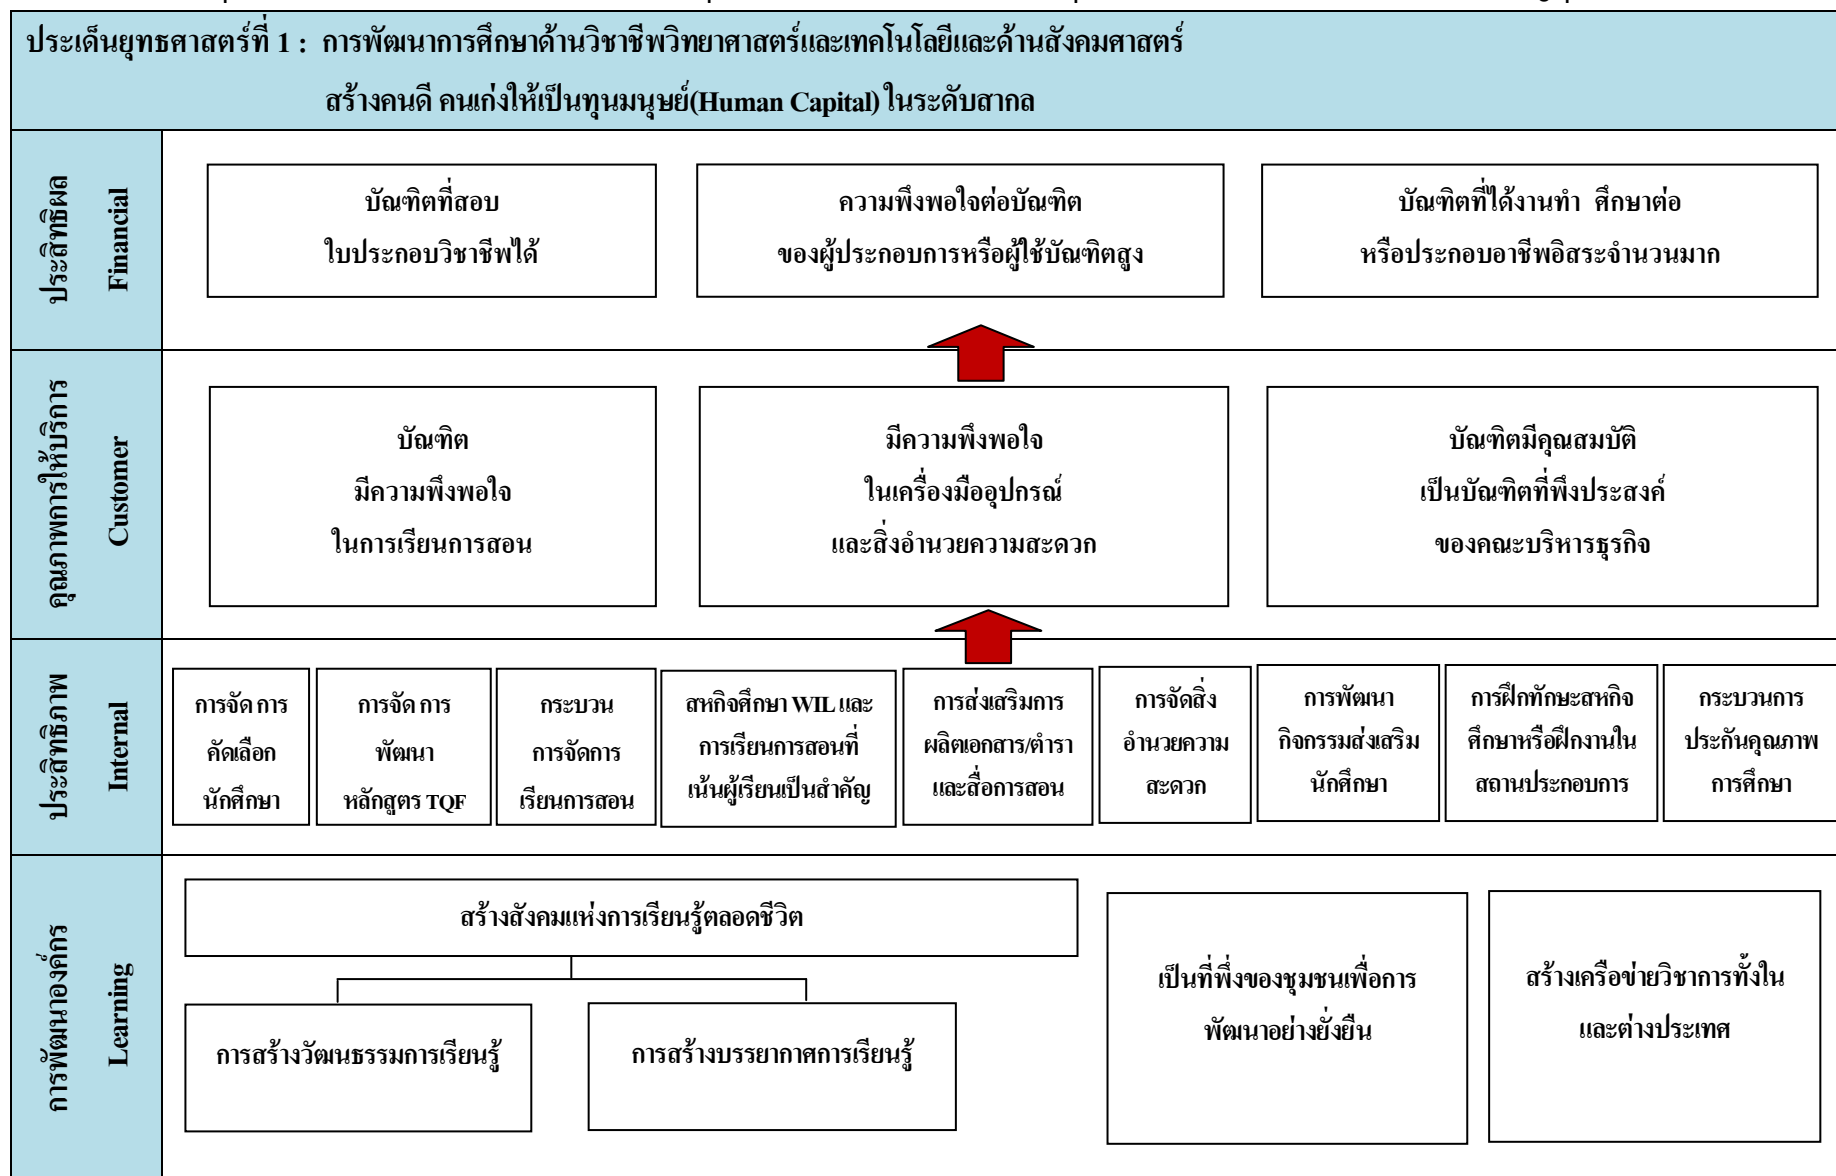 ประเด็นยุทธศาสตร์ที่ 1 : การพัฒนาการศึกษาด้านวิชาชีพวิทยาศาสตร์และเทคโนโลยีและด้านสังคมศาสตร์
สร้างคนดี คนเก่งให้เป็นทุนมนุษย์(Human Capital) ในระดับสากล
ประสิทธิผล
Financial
บัณฑิตที่สอบ
ใบประกอบวิชาชีพได้
ความพึงพอใจต่อบัณฑิต
ของผู้ประกอบการหรือผู้ใช้บัณฑิตสูง
บัณฑิตที่ได้งานทำ ศึกษาต่อ
หรือประกอบอาชีพอิสระจำนวนมาก
คุณภาพการให้บริการ
Customer
บัณฑิต
มีความพึงพอใจ
ในการเรียนการสอน
มีความพึงพอใจ
ในเครื่องมืออุปกรณ์
และสิ่งอำนวยความสะดวก
บัณฑิตมีคุณสมบัติ
เป็นบัณฑิตที่พึงประสงค์
ของคณะบริหารธุรกิจ
ประสิทธิภาพ
Internal
การจัด การ
คัดเลือก
นักศึกษา
การจัด การ
พัฒนา
หลักสูตร TQF
กระบวน
การจัดการ
เรียนการสอน
สหกิจศึกษา WIL และ
การเรียนการสอนที่
เน้นผู้เรียนเป็นสำคัญ
การส่งเสริมการ
ผลิตเอกสาร/ตำรา
และสื่อการสอน
การจัดสิ่ง
อำนวยความ
สะดวก
การพัฒนา
กิจกรรมส่งเสริม
นักศึกษา
การฝึกทักษะสหกิจ
ศึกษาหรือฝึกงานใน
สถานประกอบการ
กระบวนการ
ประกันคุณภาพ
การศึกษา
การพัฒนาองค์กร
Learning
สร้างสังคมแห่งการเรียนรู้ตลอดชีวิต
การสร้างวัฒนธรรมการเรียนรู้
การสร้างบรรยากาศการเรียนรู้
เป็นที่พึ่งของชุมชนเพื่อการ
พัฒนาอย่างยั่งยืน
สร้างเครือข่ายวิชาการทั้งใน
และต่างประเทศ